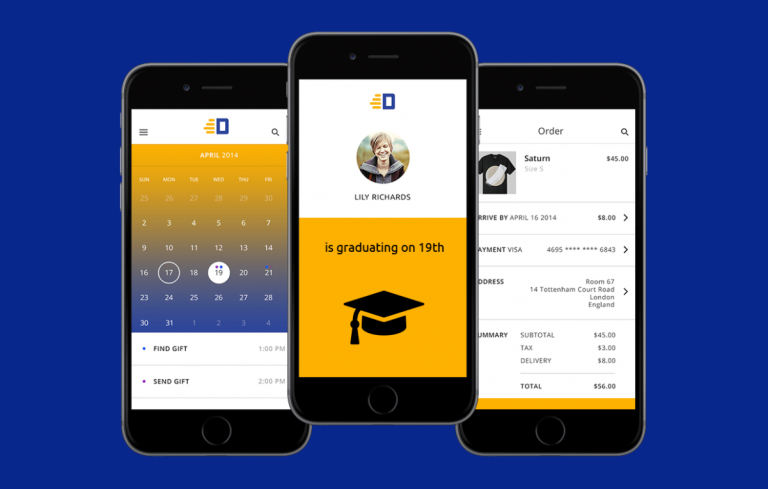 APRIL 2014
SUN MON TUE WED THU FRI
25 26 27 28 29 30
2 3 4 5 6 7
9 10 11 12 13 14
16 17 18 19 20 21
23 24 25 26 27 28
30 31 1 2 3 4
FIND GIFT 1:00 PM
SEND GIFT 2:00 PM
D
LILY RICHARDS
is graduating on 19th
Order
Saturn $45.00
Size S
RRIVE BY APRIL 16 2014 $8.00
AYMENT VISA 4695 **** **** 6843
DDRESS Room 67
14 Tottenham Court Road
London
England
UMMARY SUBTOTAL $45.00
TAX $3.00
DELIVERY $8.00
TOTAL $56.00